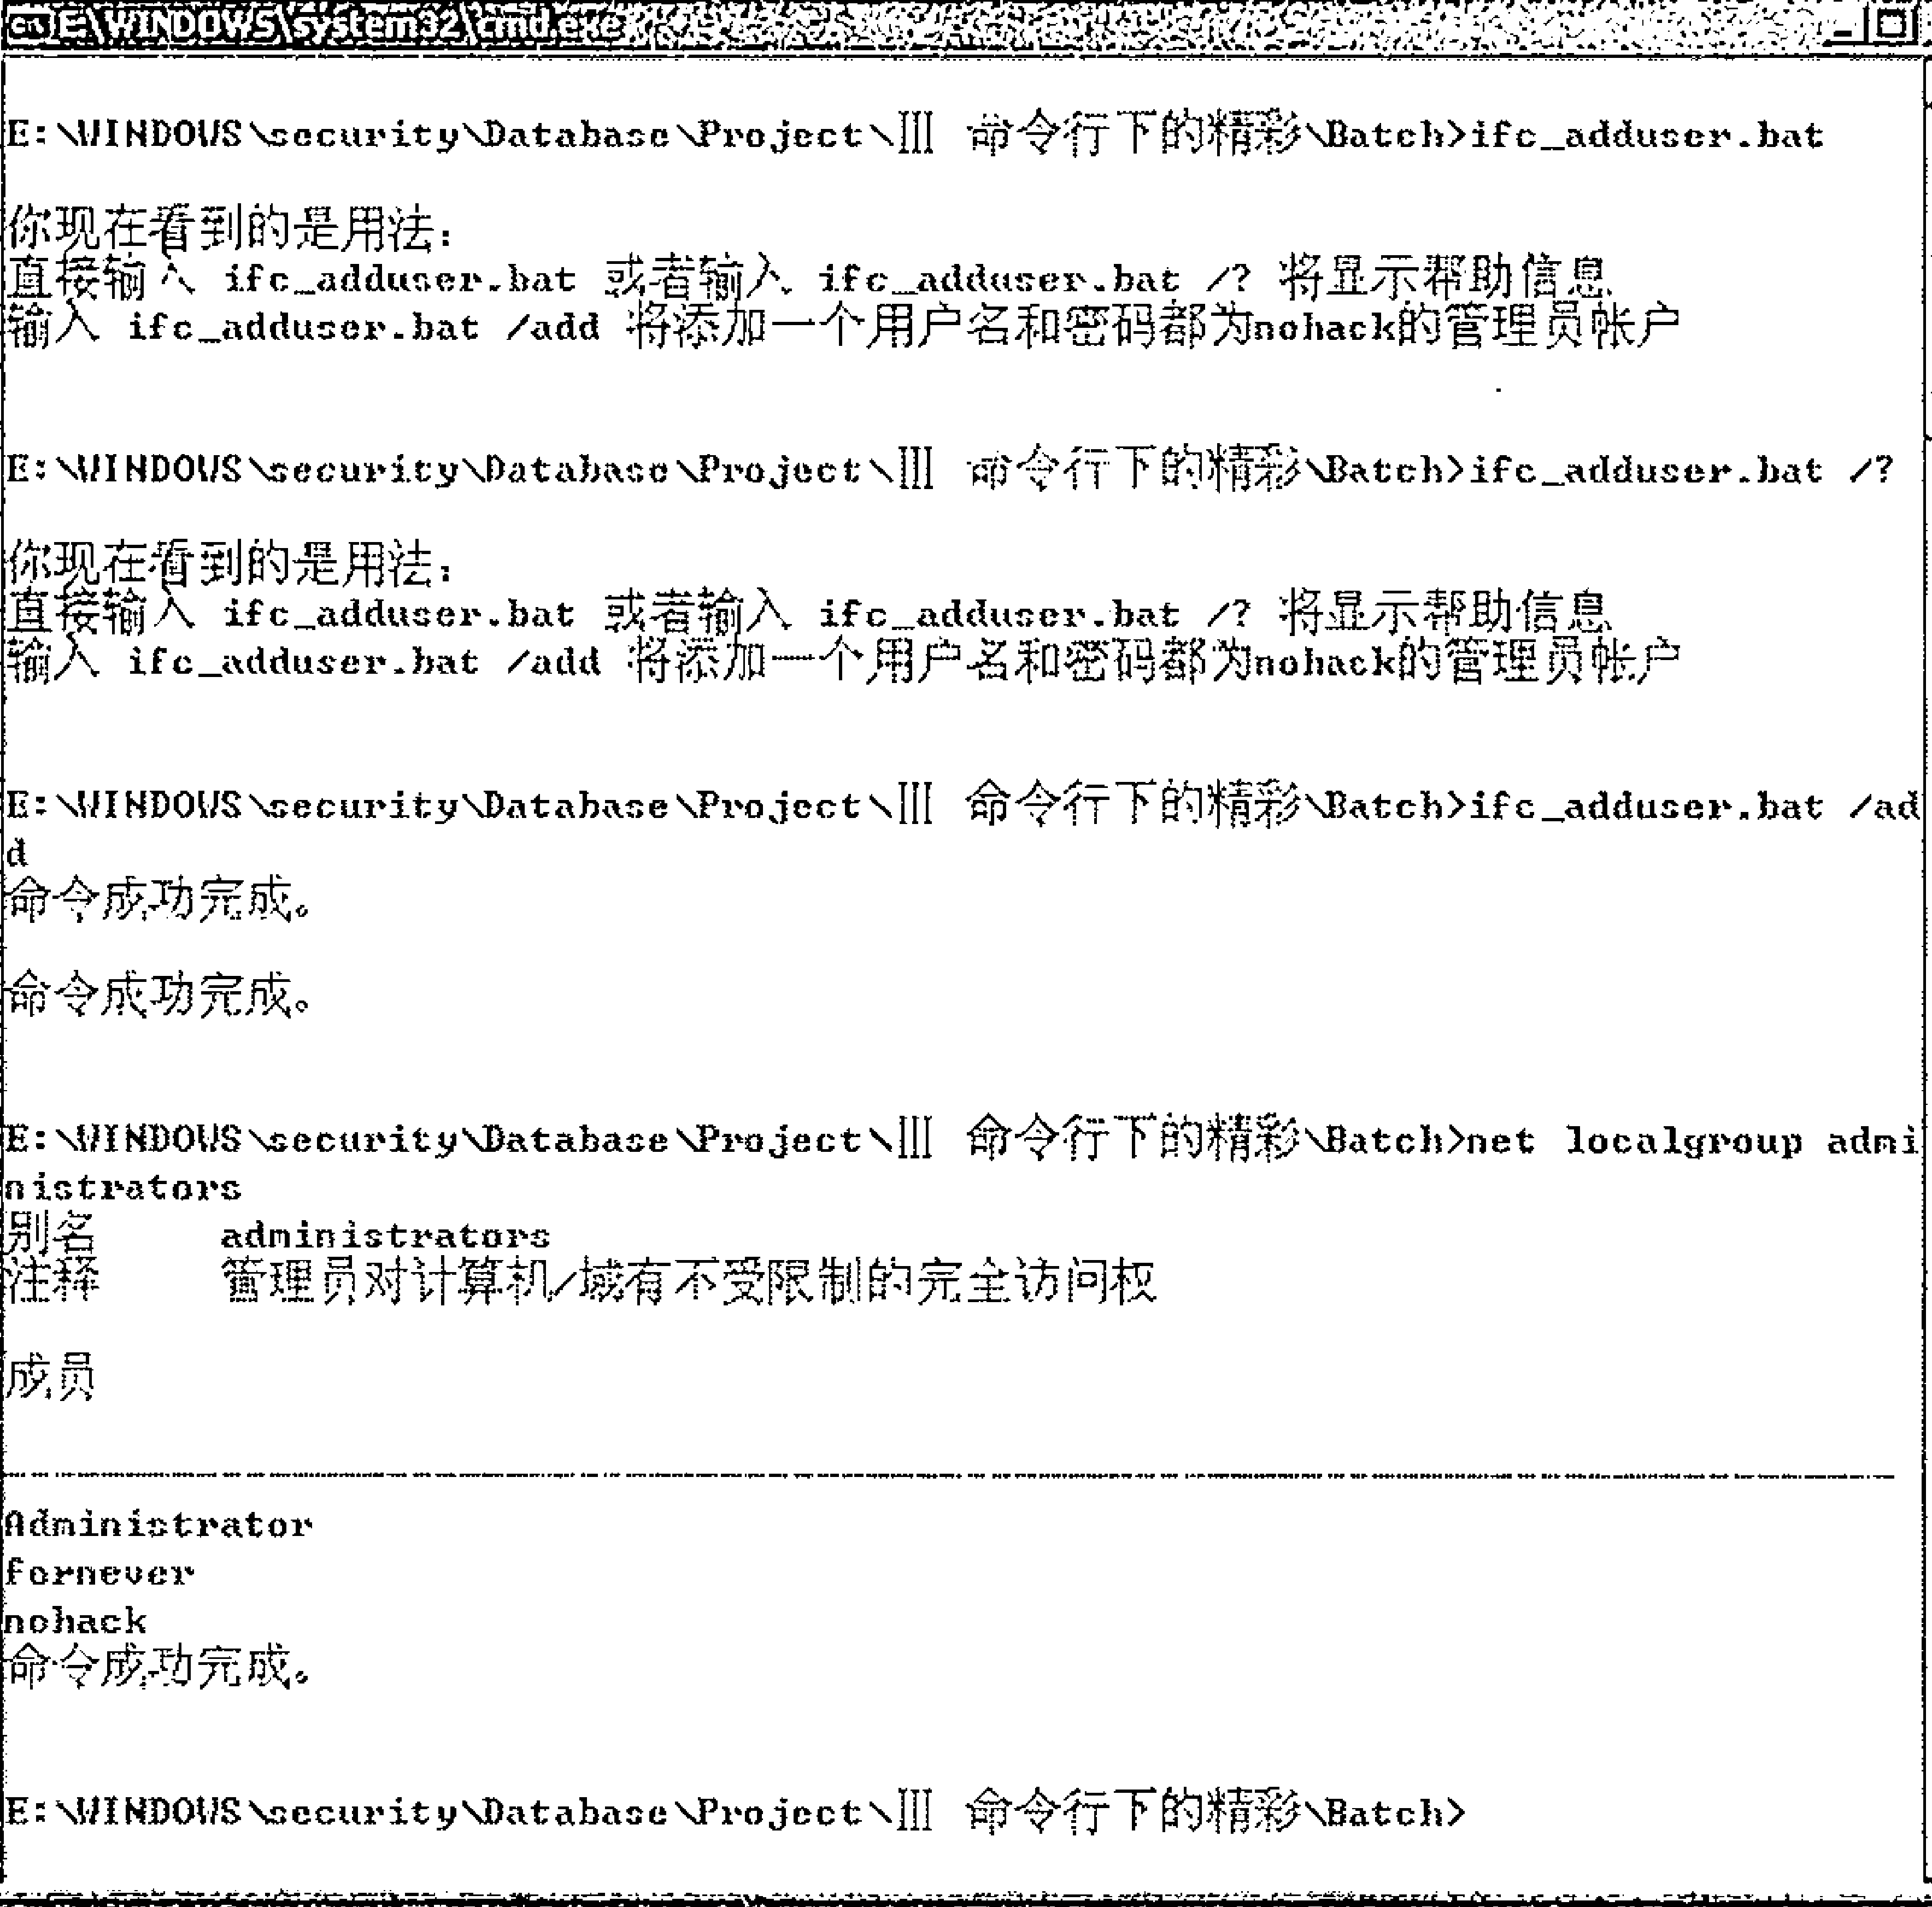 E:\WINDOWS\system32\cmd.exe
E:\WINDOWS\security\Database\Project\Ⅲ 命令行下的精彩\Batch>ifc_adduser.bat
你现在看到的是用法:
直接输入 ifc_adduser.bat 或者输入 ifc_adduser.bat /? 将显示帮助信息
输入 ifc_adduser.bat /add 将添加一个用户名和密码都为nohack的管理员帐户
E:\WINDOWS\security\Database\Project\Ⅲ 命令行下的精彩\Batch>ifc_adduser.bat /?
你现在看到的是用法:
直接输入 ifc_adduser.bat 或者输入 ifc_adduser.bat /? 将显示帮助信息
输入 ifc_adduser.bat /add 将添加一个用户名和密码都为nohack的管理员帐户
E:\WINDOWS\security\Database\Project\Ⅲ 命令行下的精彩\Batch>ifc_adduser.bat /ad
d
命令成功完成。
命令成功完成。
E:\WINDOWS\security\Database\Project\Ⅲ 命令行下的精彩\Batch>net localgroup admi
nistrators
别名 administrators
注释 管理员对计算机/域有不受限制的完全访问权
成员
-------------------------------------------------------------------------------
Administrator
fornever
nohack
命令成功完成。
E:\WINDOWS\security\Database\Project\Ⅲ 命令行下的精彩\Batch>